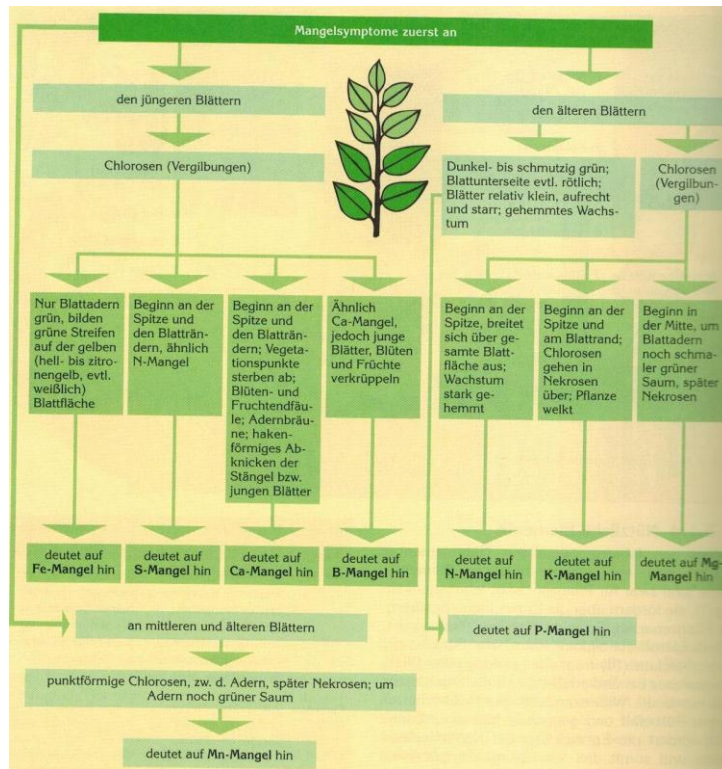 Mangelsymptome zuerst an
den jüngeren Blättern
Chlorosen (Vergilbungen)
Nur Blattadern
grün, bilden
grüne Streifen
auf der gelben
(hell- bis zitro-
nengelb, evtl.
weißlich)
Blattfläche
deutet auf
Fe-Mangel hin
Beginn an der
Spitze und
den Blatträn-
dern, ähnlich
N-Mangel
deutet auf
S-Mangel hin
Beginn an der
Spitze und
den Blatträn-
dern; Vegeta-
tionspunkte
sterben ab;
Blüten- und
Fruchtendfäu-
le; Adernbräu-
ne; haken-
förmiges Ab-
knicken der
Stängel bzw.
jungen Blätter
deutet auf
Ca-Mangel hin
Ähnlich
Ca-Mangel,
jedoch junge
Blätter, Blüten
und Früchte
verkrüppeln
deutet auf
B-Mangel hin
den älteren Blättern
Dunkel- bis schmutzig grün;
Blattunterseite evtl. rötlich;
Blätter relativ klein, aufrecht
und starr; gehemmtes Wachs-
tum
deutet auf P-Mangel hin
Chlorosen
(Vergilbun-
gen)
Beginn an der
Spitze, breitet
sich über ge-
samte Blatt-
fläche aus;
Wachstum
stark ge-
hemmt
deutet auf
N-Mangel hin
Beginn an der
Spitze und
am Blattrand;
Chlorosen
gehen in
Nekrosen
über; Pflanze
welkt
deutet auf
K-Mangel hin
Beginn in
der Mitte, um
Blattadern
noch schma-
ler grüner
Saum, später
Nekrosen
deutet auf Mg-
Mangel hin
an mittleren und älteren Blättern
punktförmige Chlorosen, zw. d. Adern, später Nekrosen; um
Adern noch grüner Saum
deutet auf Mn-Mangel hin